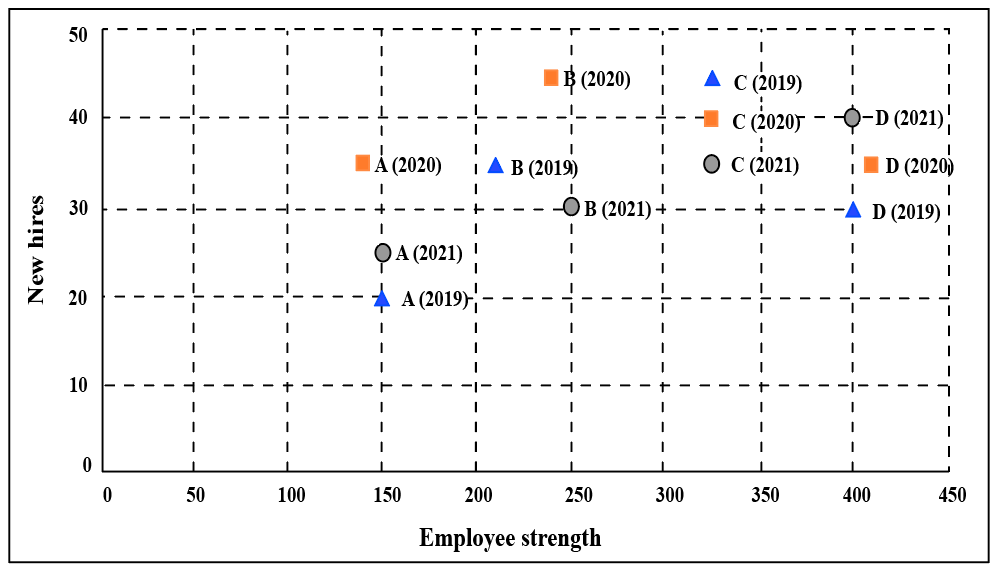 50
B (2020)
C (2019)
40
C (2020)
D (2021)
A (2020)
B (2019)
C (2021)
D (2020)
30
B (2021)
D (2019)
A (2021)
20
A (2019)
10
0
0 50 100 150 200 250 300 350 400 450
New hires
Employee strength